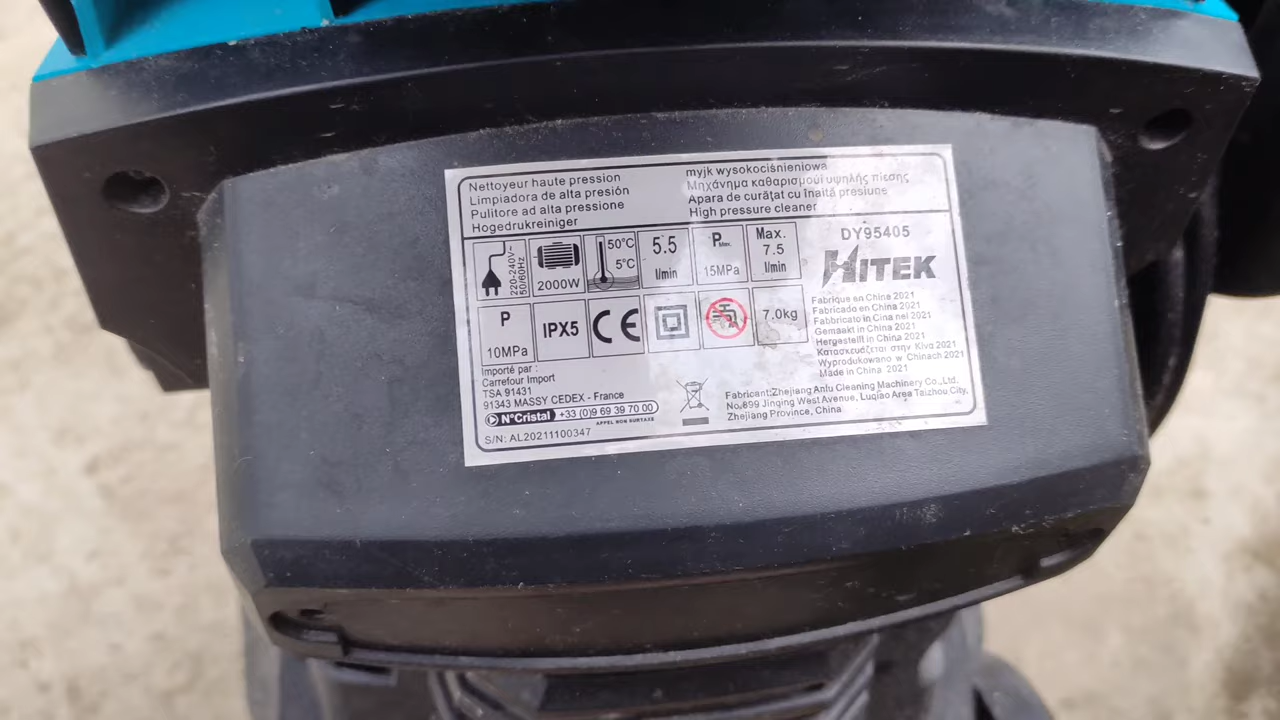 Nettoyeur haute pression
Limpiadora de alta presión
Pulitore ad alta pressione
Hogedrukreiniger
myjk wysokociśnieniowa
Μηχάνημα καθαρισμού υψηλής πίεσης
Apara de curăţat cu înaită presiune
High pressure cleaner
220-240V~
50/60Hz
2000W
50°C
5°C
5.5
l/min
P Max.
15MPa
Max.
7.5
l/min
DY95405
HITEK
P
10MPa
IPX5
CE
7.0kg
Fabrique en Chine 2021
Fabricado en China 2021
Fabbricato in Cina nel 2021
Gemaakt in China 2021
Hergestellt in China 2021
Κατασκευάζεται στην Κίνα 2021
Wyprodukowano w Chinach 2021
Made in China 2021
Importé par :
Carrefour Import
TSA 91431
91343 MASSY CEDEX - France
N°Cristal +33 (0)9 69 39 70 00
APPEL NON SURTAXE
S/N: AL20211100347
Fabricant:Zhejiang Anlu Cleaning Machinery Co.,Ltd.
No.899 Jinqing West Avenue, Luqiao Area Taizhou City,
Zhejiang Province, China